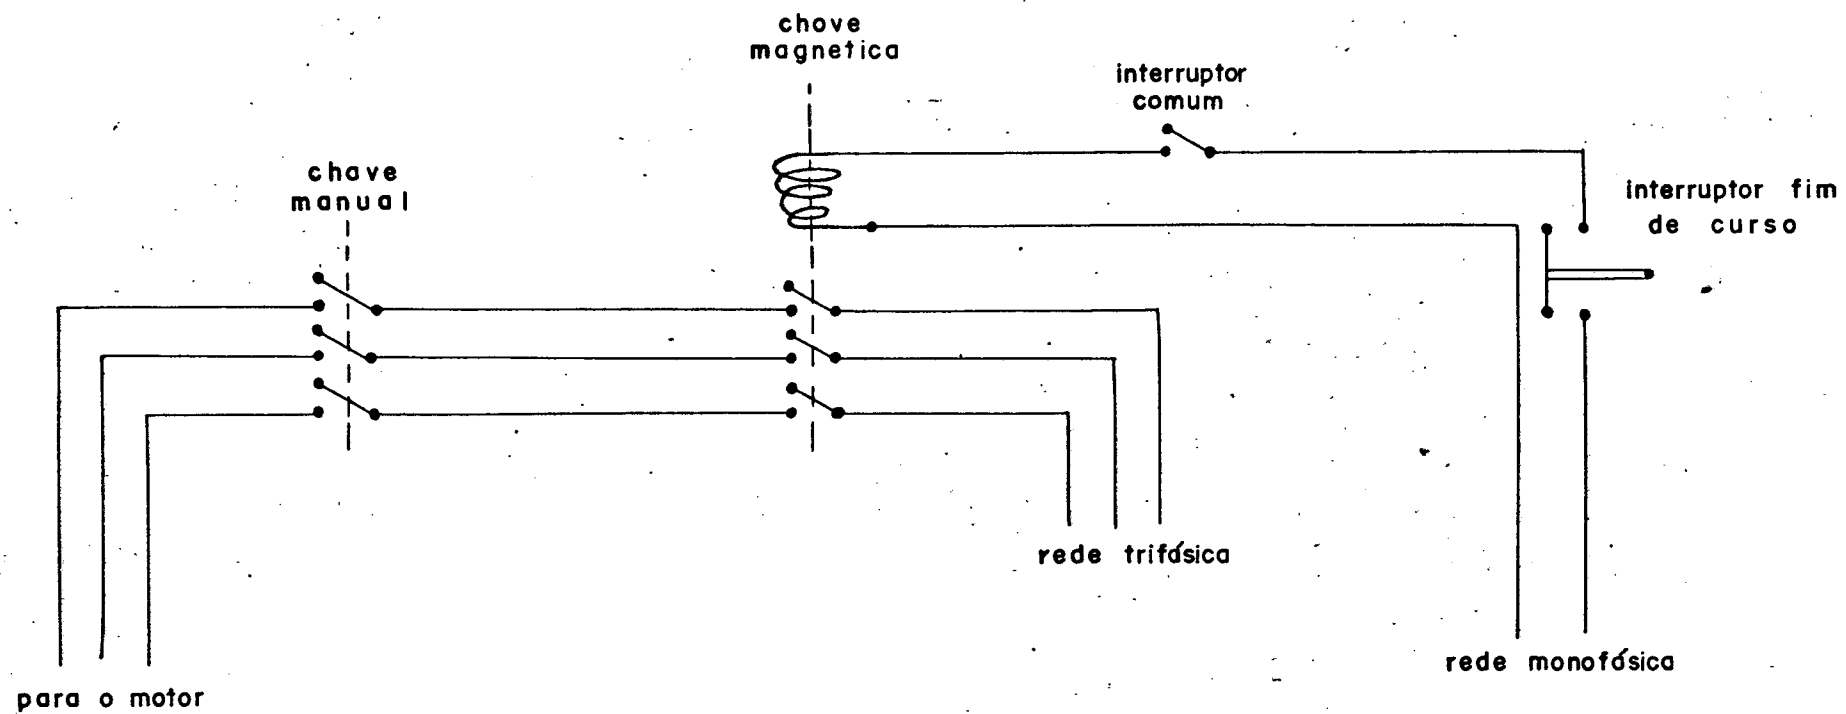 chove
magnetica
interruptor
comum
chave
manual
interruptor fim
de curso
rede trifásica
rede monofásica
para o motor